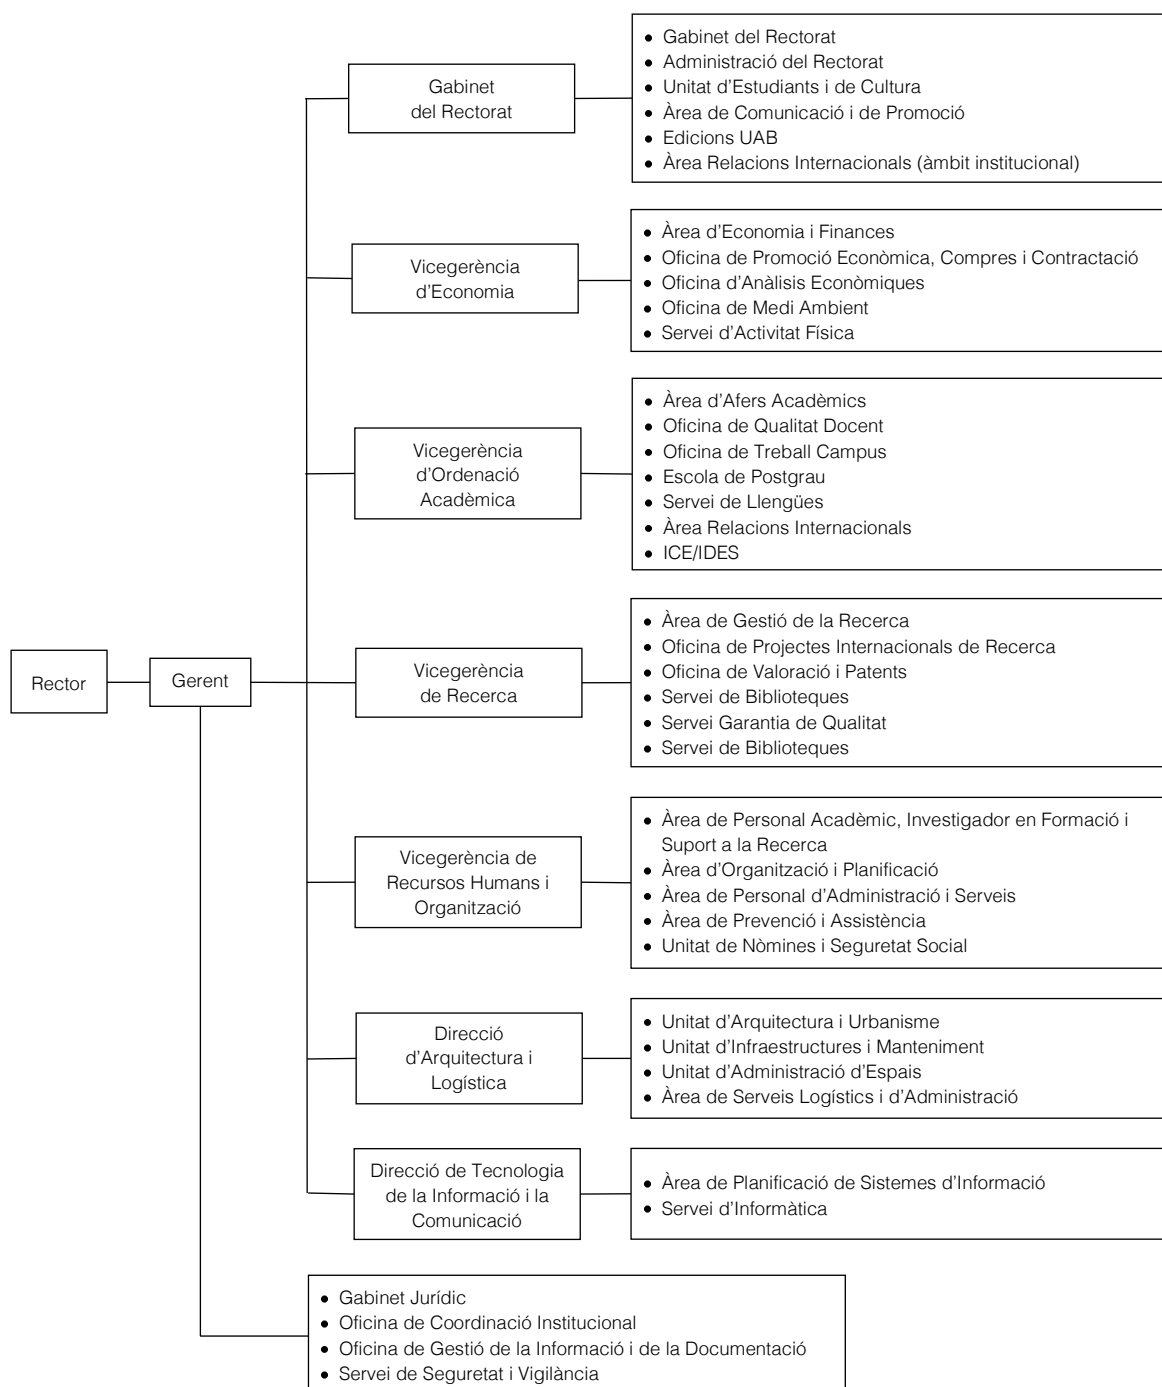 Rector
Gerent
Gabinet
del Rectorat
• Gabinet del Rectorat
• Administració del Rectorat
• Unitat d’Estudiants i de Cultura
• Àrea de Comunicació i de Promoció
• Edicions UAB
• Àrea Relacions Internacionals (àmbit institucional)
Vicegerència
d’Economia
• Àrea d’Economia i Finances
• Oficina de Promoció Econòmica, Compres i Contractació
• Oficina d’Anàlisis Econòmiques
• Oficina de Medi Ambient
• Servei d’Activitat Física
Vicegerència
d’Ordenació
Acadèmica
• Àrea d’Afers Acadèmics
• Oficina de Qualitat Docent
• Oficina de Treball Campus
• Escola de Postgrau
• Servei de Llengües
• Àrea Relacions Internacionals
• ICE/IDES
Vicegerència
de Recerca
• Àrea de Gestió de la Recerca
• Oficina de Projectes Internacionals de Recerca
• Oficina de Valoració i Patents
• Servei de Biblioteques
• Servei Garantia de Qualitat
• Servei de Biblioteques
Vicegerència de
Recursos Humans i
Organització
• Àrea de Personal Acadèmic, Investigador en Formació i
Suport a la Recerca
• Àrea d’Organització i Planificació
• Àrea de Personal d’Administració i Serveis
• Àrea de Prevenció i Assistència
• Unitat de Nòmines i Seguretat Social
Direcció
d’Arquitectura i
Logística
• Unitat d’Arquitectura i Urbanisme
• Unitat d’Infraestructures i Manteniment
• Unitat d’Administració d’Espais
• Àrea de Serveis Logístics i d’Administració
Direcció de Tecnologia
de la Informació i la
Comunicació
• Àrea de Planificació de Sistemes d’Informació
• Servei d’Informàtica
• Gabinet Jurídic
• Oficina de Coordinació Institucional
• Oficina de Gestió de la Informació i de la Documentació
• Servei de Seguretat i Vigilància